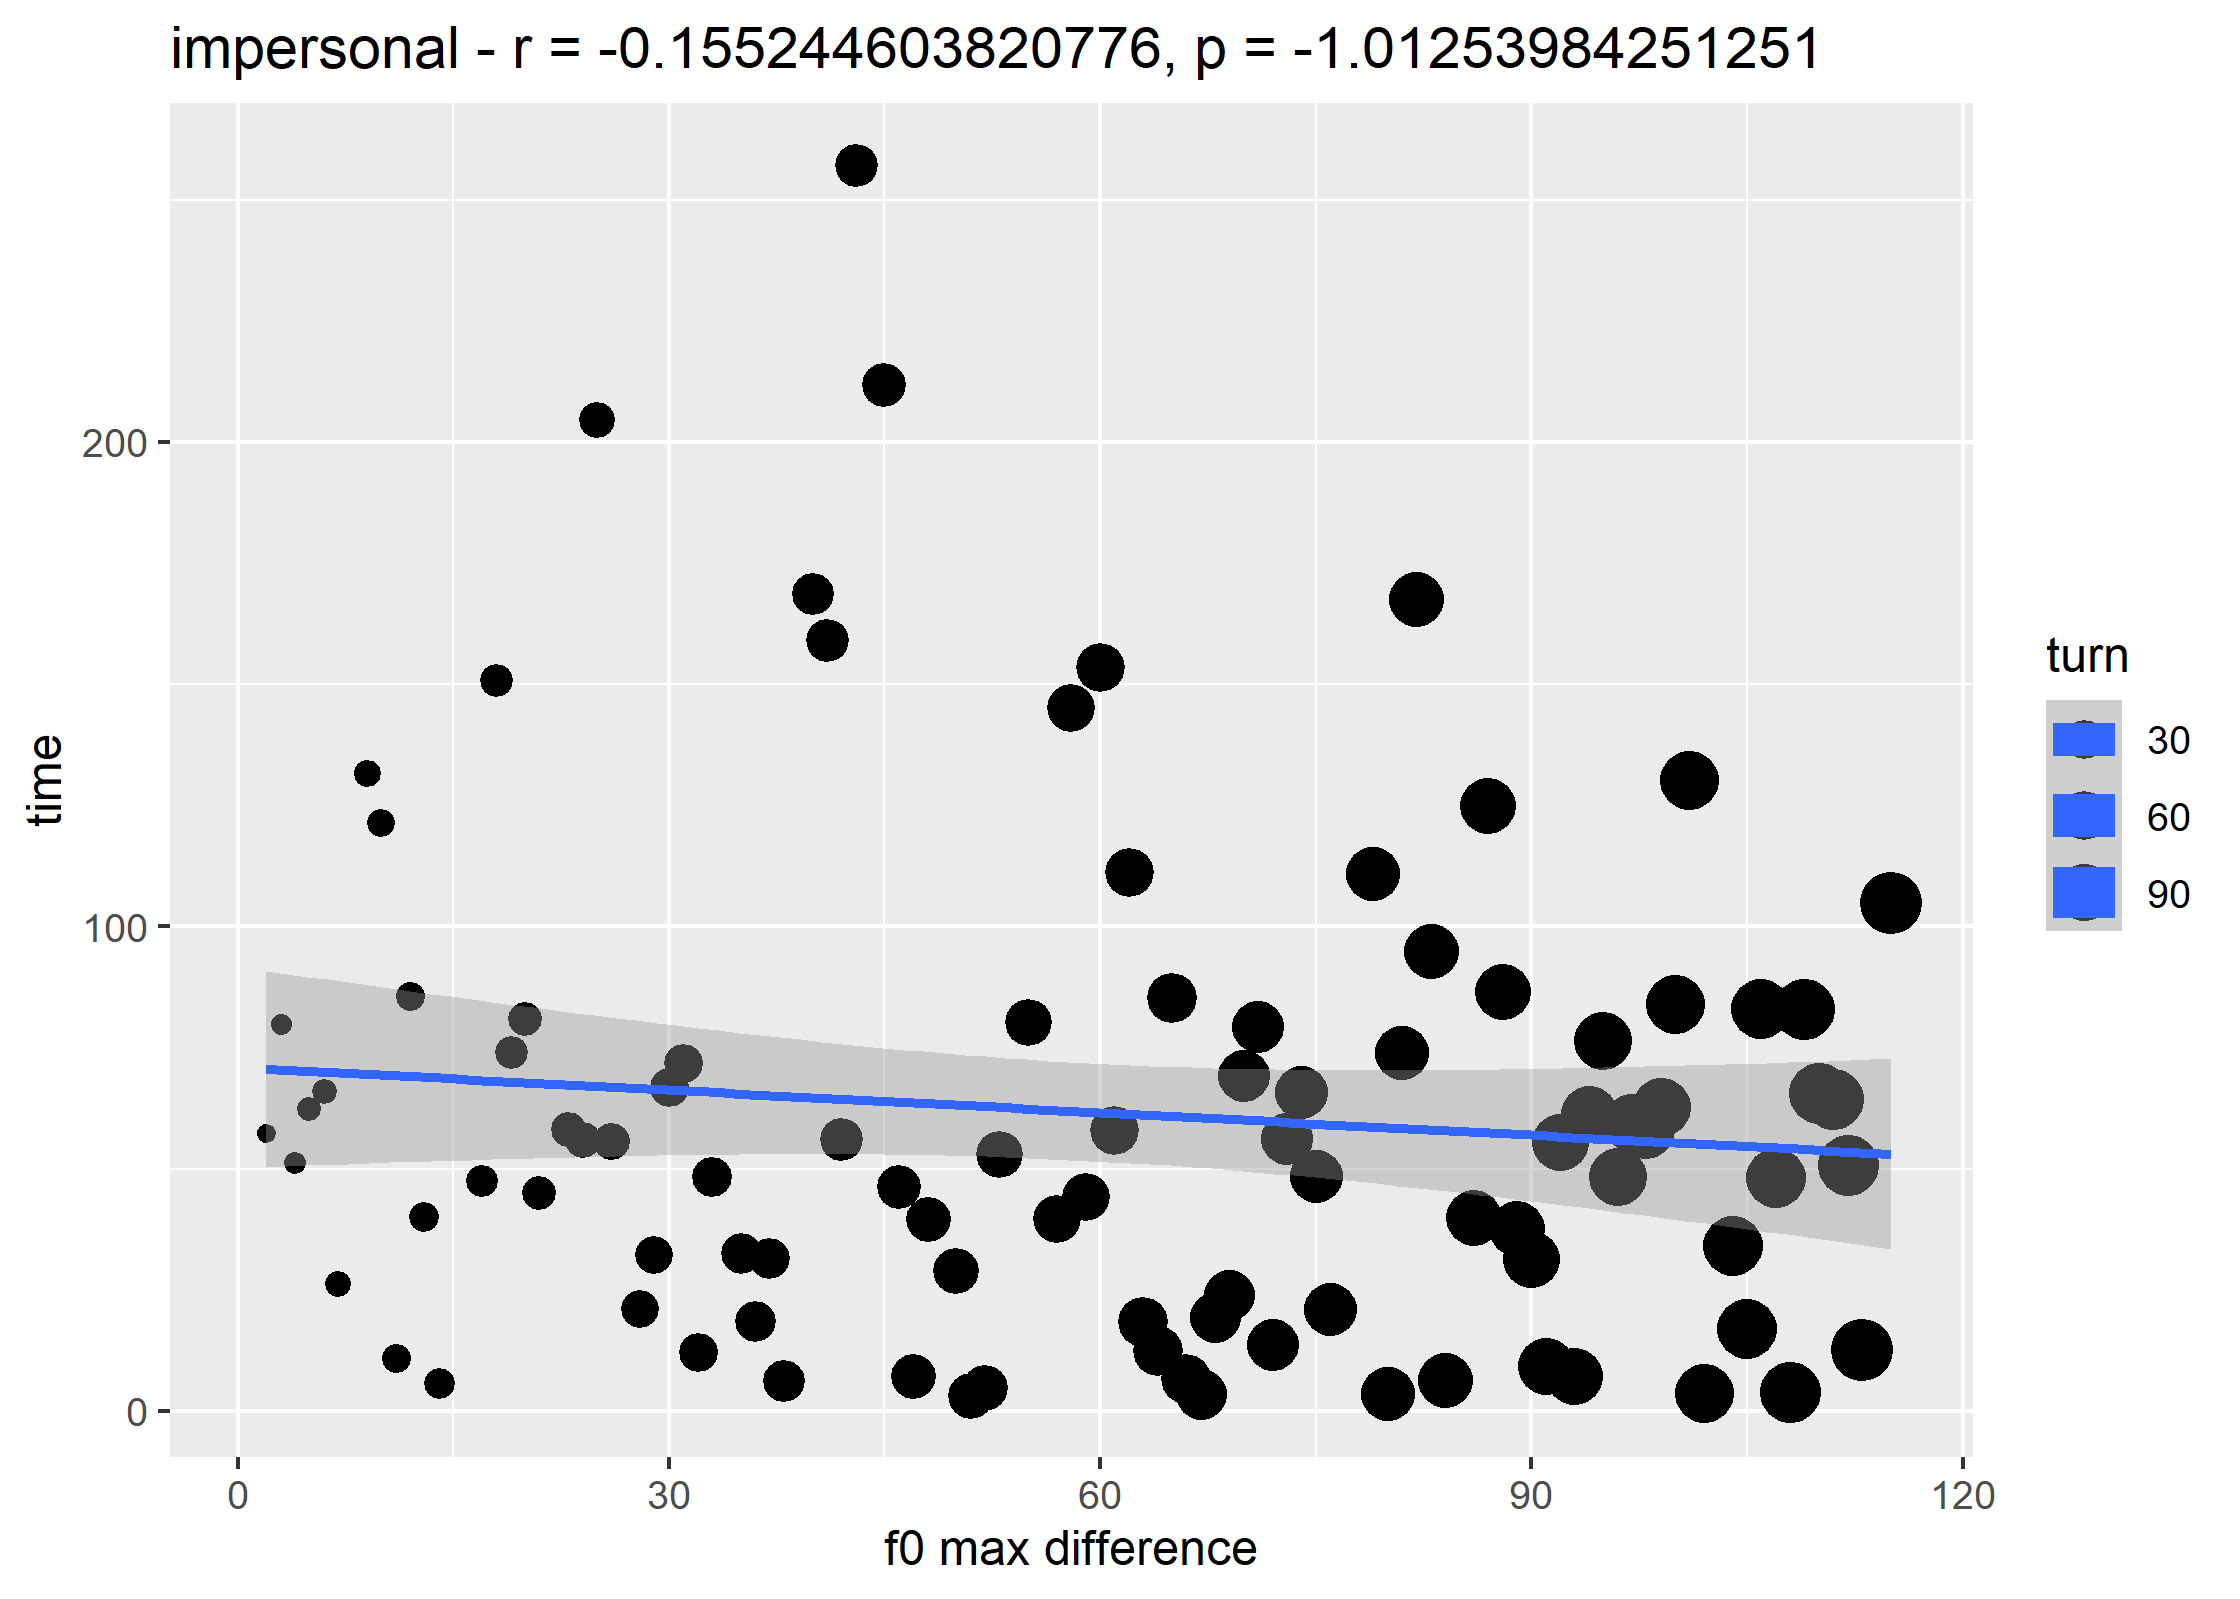 impersonal - r = -0.155244603820776, p = -1.01253984251251
200
100
0
time
0
30
60
90
120
f0 max difference
turn
30
60
90